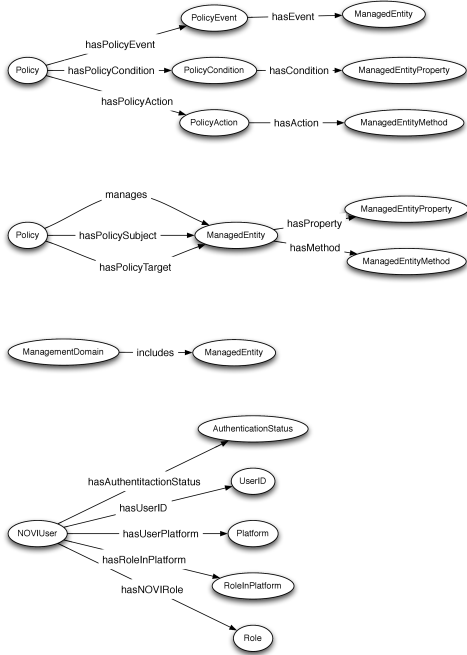 PolicyEvent
hasEvent
ManagedEntity
hasPolicyEvent
Policy
hasPolicyCondition
PolicyCondition
hasCondition
ManagedEntityProperty
hasPolicyAction
PolicyAction
hasAction
ManagedEntityMethod
manages
ManagedEntityProperty
hasProperty
Policy
hasPolicySubject
ManagedEntity
hasMethod
hasPolicyTarget
ManagedEntityMethod
ManagementDomain
includes
ManagedEntity
AuthenticationStatus
hasAuthentitactionStatus
UserID
hasUserID
NOVIUser
hasUserPlatform
Platform
hasRoleInPlatform
RoleInPlatform
hasNOVIRole
Role